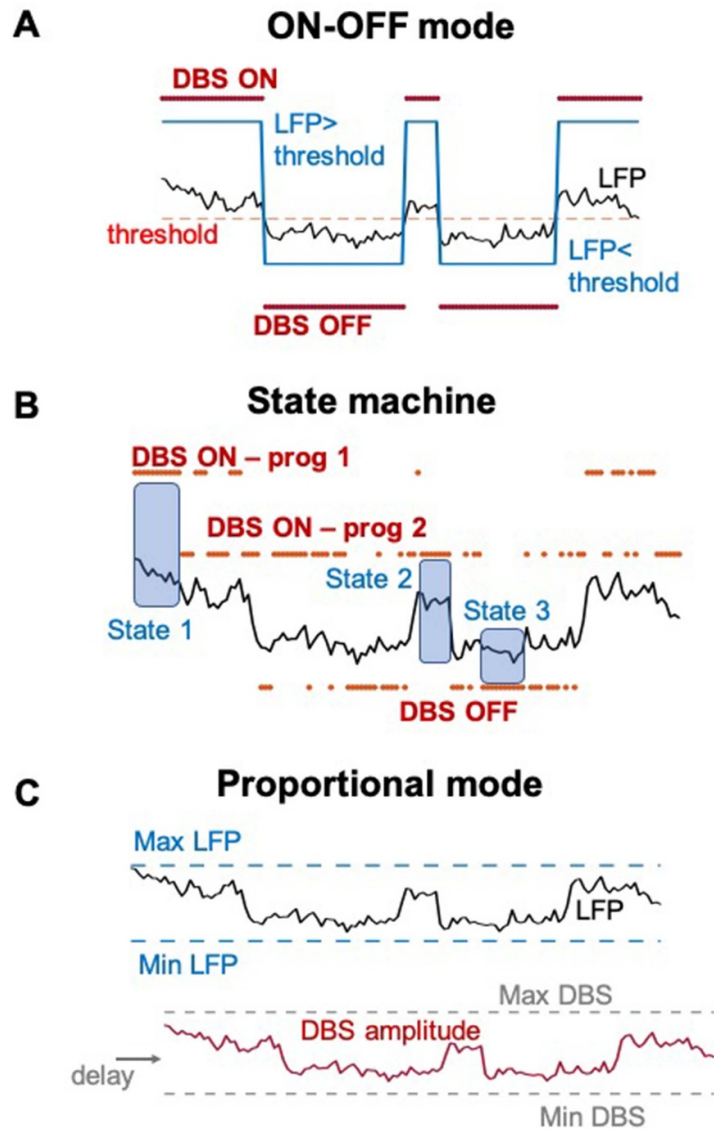 A
ON-OFF mode
DBS ON
LFP>
threshold
LFP
threshold
LFP<
threshold
DBS OFF
B
State machine
DBS ON – prog 1
DBS ON – prog 2
State 2
State 3
State 1
DBS OFF
C
Proportional mode
Max LFP
LFP
Min LFP
Max DBS
DBS amplitude
delay
Min DBS